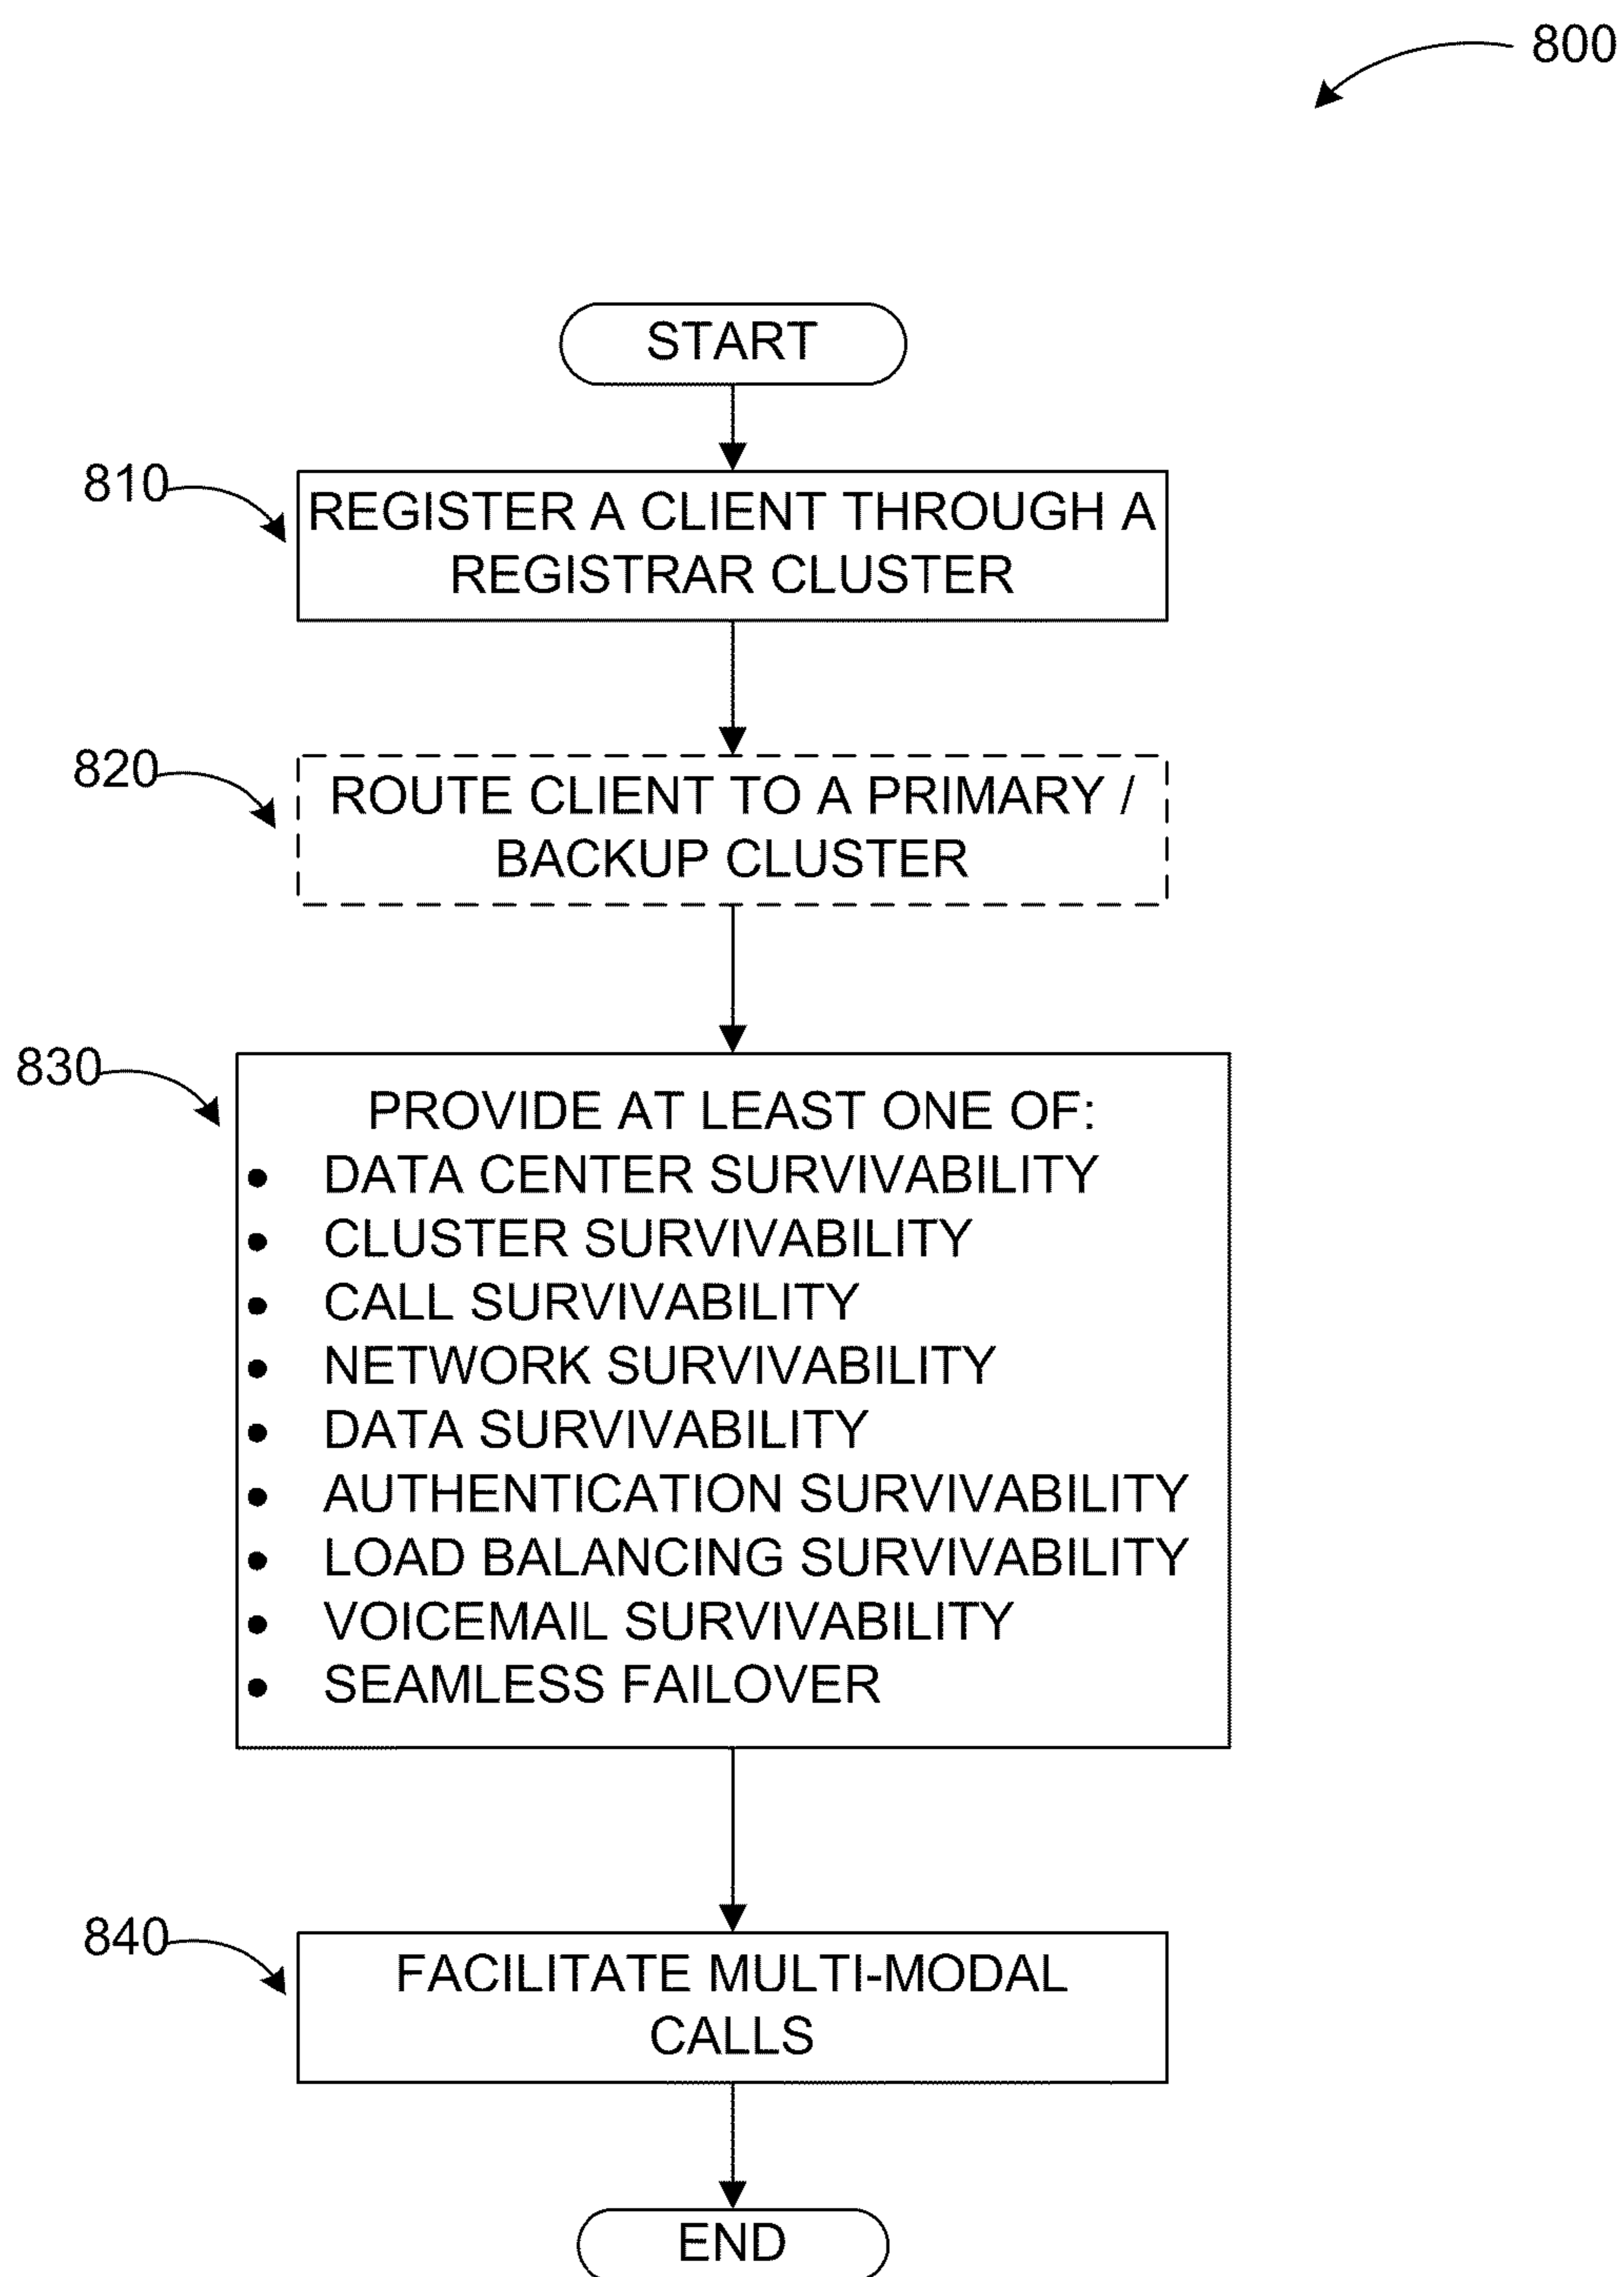 800
START
810
REGISTER A CLIENT THROUGH A
REGISTRAR CLUSTER
820
ROUTE CLIENT TO A PRIMARY /
BACKUP CLUSTER
830
PROVIDE AT LEAST ONE OF:
• DATA CENTER SURVIVABILITY
• CLUSTER SURVIVABILITY
• CALL SURVIVABILITY
• NETWORK SURVIVABILITY
• DATA SURVIVABILITY
• AUTHENTICATION SURVIVABILITY
• LOAD BALANCING SURVIVABILITY
• VOICEMAIL SURVIVABILITY
• SEAMLESS FAILOVER
840
FACILITATE MULTI-MODAL
CALLS
END